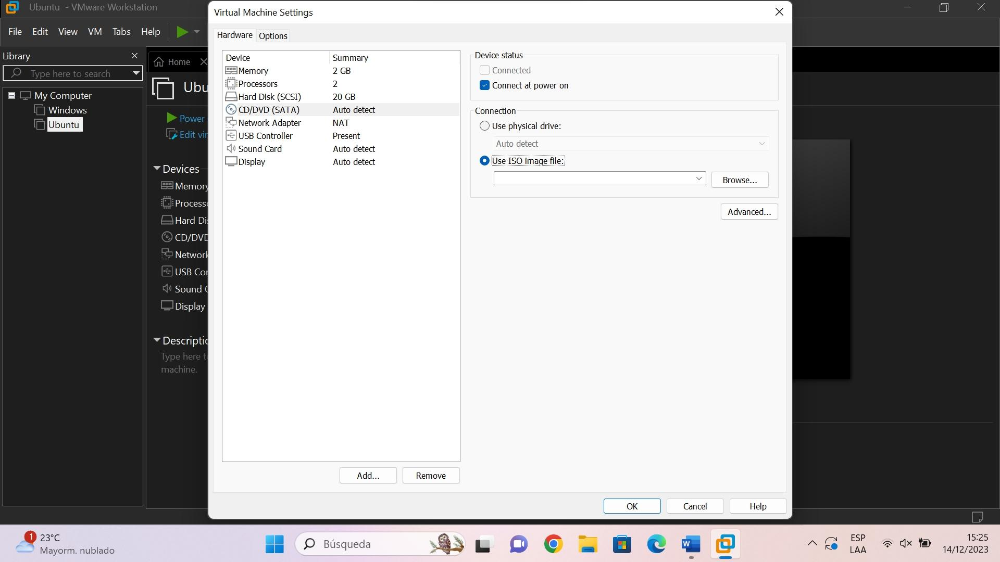 Ubuntu - VMware Workstation
File Edit View VM Tabs Help
Library
Type here to search
My Computer
Windows
Ubuntu
Home
Ubu
Power
Edit vir
Devices
Memory
Process
Hard Dis
CD/DVD
Network
USB Con
Sound C
Display
Descriptic
Type here to
machine.
Virtual Machine Settings
Hardware Options
Device Summary
Memory 2 GB
Processors 2
Hard Disk (SCSI) 20 GB
CD/DVD (SATA) Auto detect
Network Adapter NAT
USB Controller Present
Sound Card Auto detect
Display Auto detect
Add... Remove
Device status
Connected
Connect at power on
Connection
Use physical drive:
Auto detect
Use ISO image file:
Browse...
Advanced...
OK Cancel Help
1
23°C
Mayorm. nublado
Búsqueda
W
ESP
LAA
15:25
14/12/2023